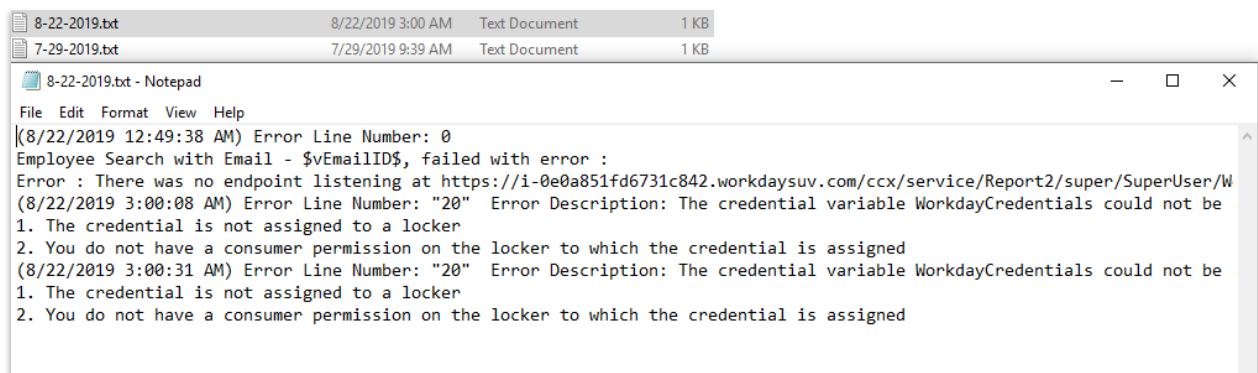 8-22-2019.txt 8/22/2019 3:00 AM Text Document 1 KB
7-29-2019.txt 7/29/2019 9:39 AM Text Document 1 KB
8-22-2019.txt - Notepad
File Edit Format View Help
(8/22/2019 12:49:38 AM) Error Line Number: 0
Employee Search with Email - $vEmailID$, failed with error :
Error : There was no endpoint listening at https://i-0e0a851fd6731c842.workdaysuv.com/ccx/service/Report2/super/SuperUser/W
(8/22/2019 3:00:08 AM) Error Line Number: "20"  Error Description: The credential variable WorkdayCredentials could not be
1. The credential is not assigned to a locker
2. You do not have a consumer permission on the locker to which the credential is assigned
(8/22/2019 3:00:31 AM) Error Line Number: "20"  Error Description: The credential variable WorkdayCredentials could not be
1. The credential is not assigned to a locker
2. You do not have a consumer permission on the locker to which the credential is assigned